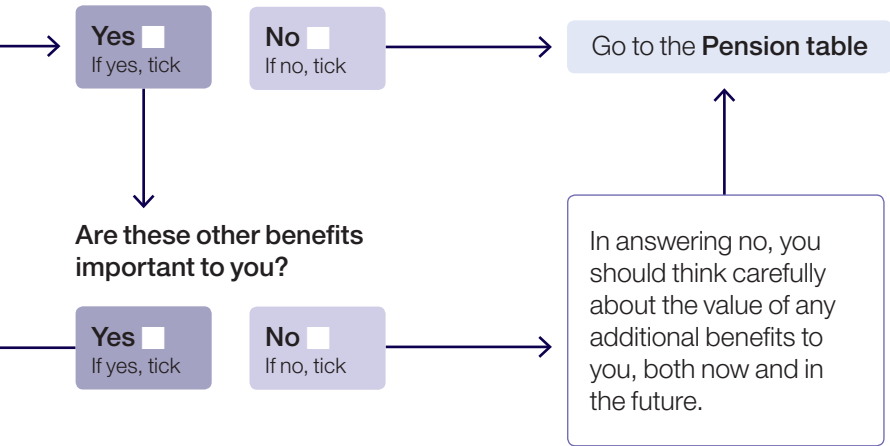 Yes
If yes, tick
No
If no, tick
Go to the Pension table
Are these other benefits
important to you?
Yes
If yes, tick
No
If no, tick
In answering no, you
should think carefully
about the value of any
additional benefits to
you, both now and in
the future.